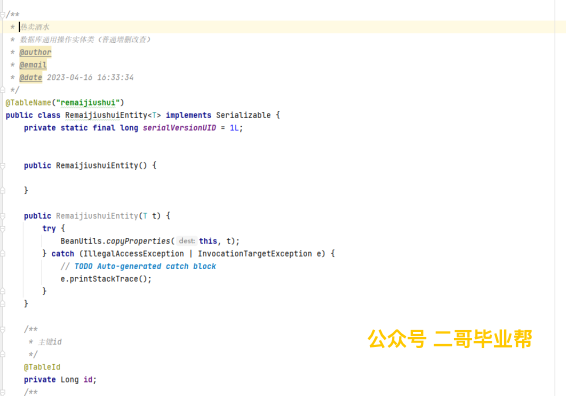 /**
* 热卖酒水
* 数据库通用操作实体类（普通增删改查）
* @author
* @email
* @date 2023-04-16 16:33:34
*/
@TableName("remaijiushui")
public class RemaijiushuiEntity<T> implements Serializable {
private static final long serialVersionUID = 1L;
public RemaijiushuiEntity() {
}
public RemaijiushuiEntity(T t) {
try {
BeanUtils.copyProperties( dest: this, t);
} catch (IllegalAccessException | InvocationTargetException e) {
// TODO Auto-generated catch block
e.printStackTrace();
}
}
/**
* 主键id
*/
@TableId
private Long id;
/**
公众号 二哥毕业帮